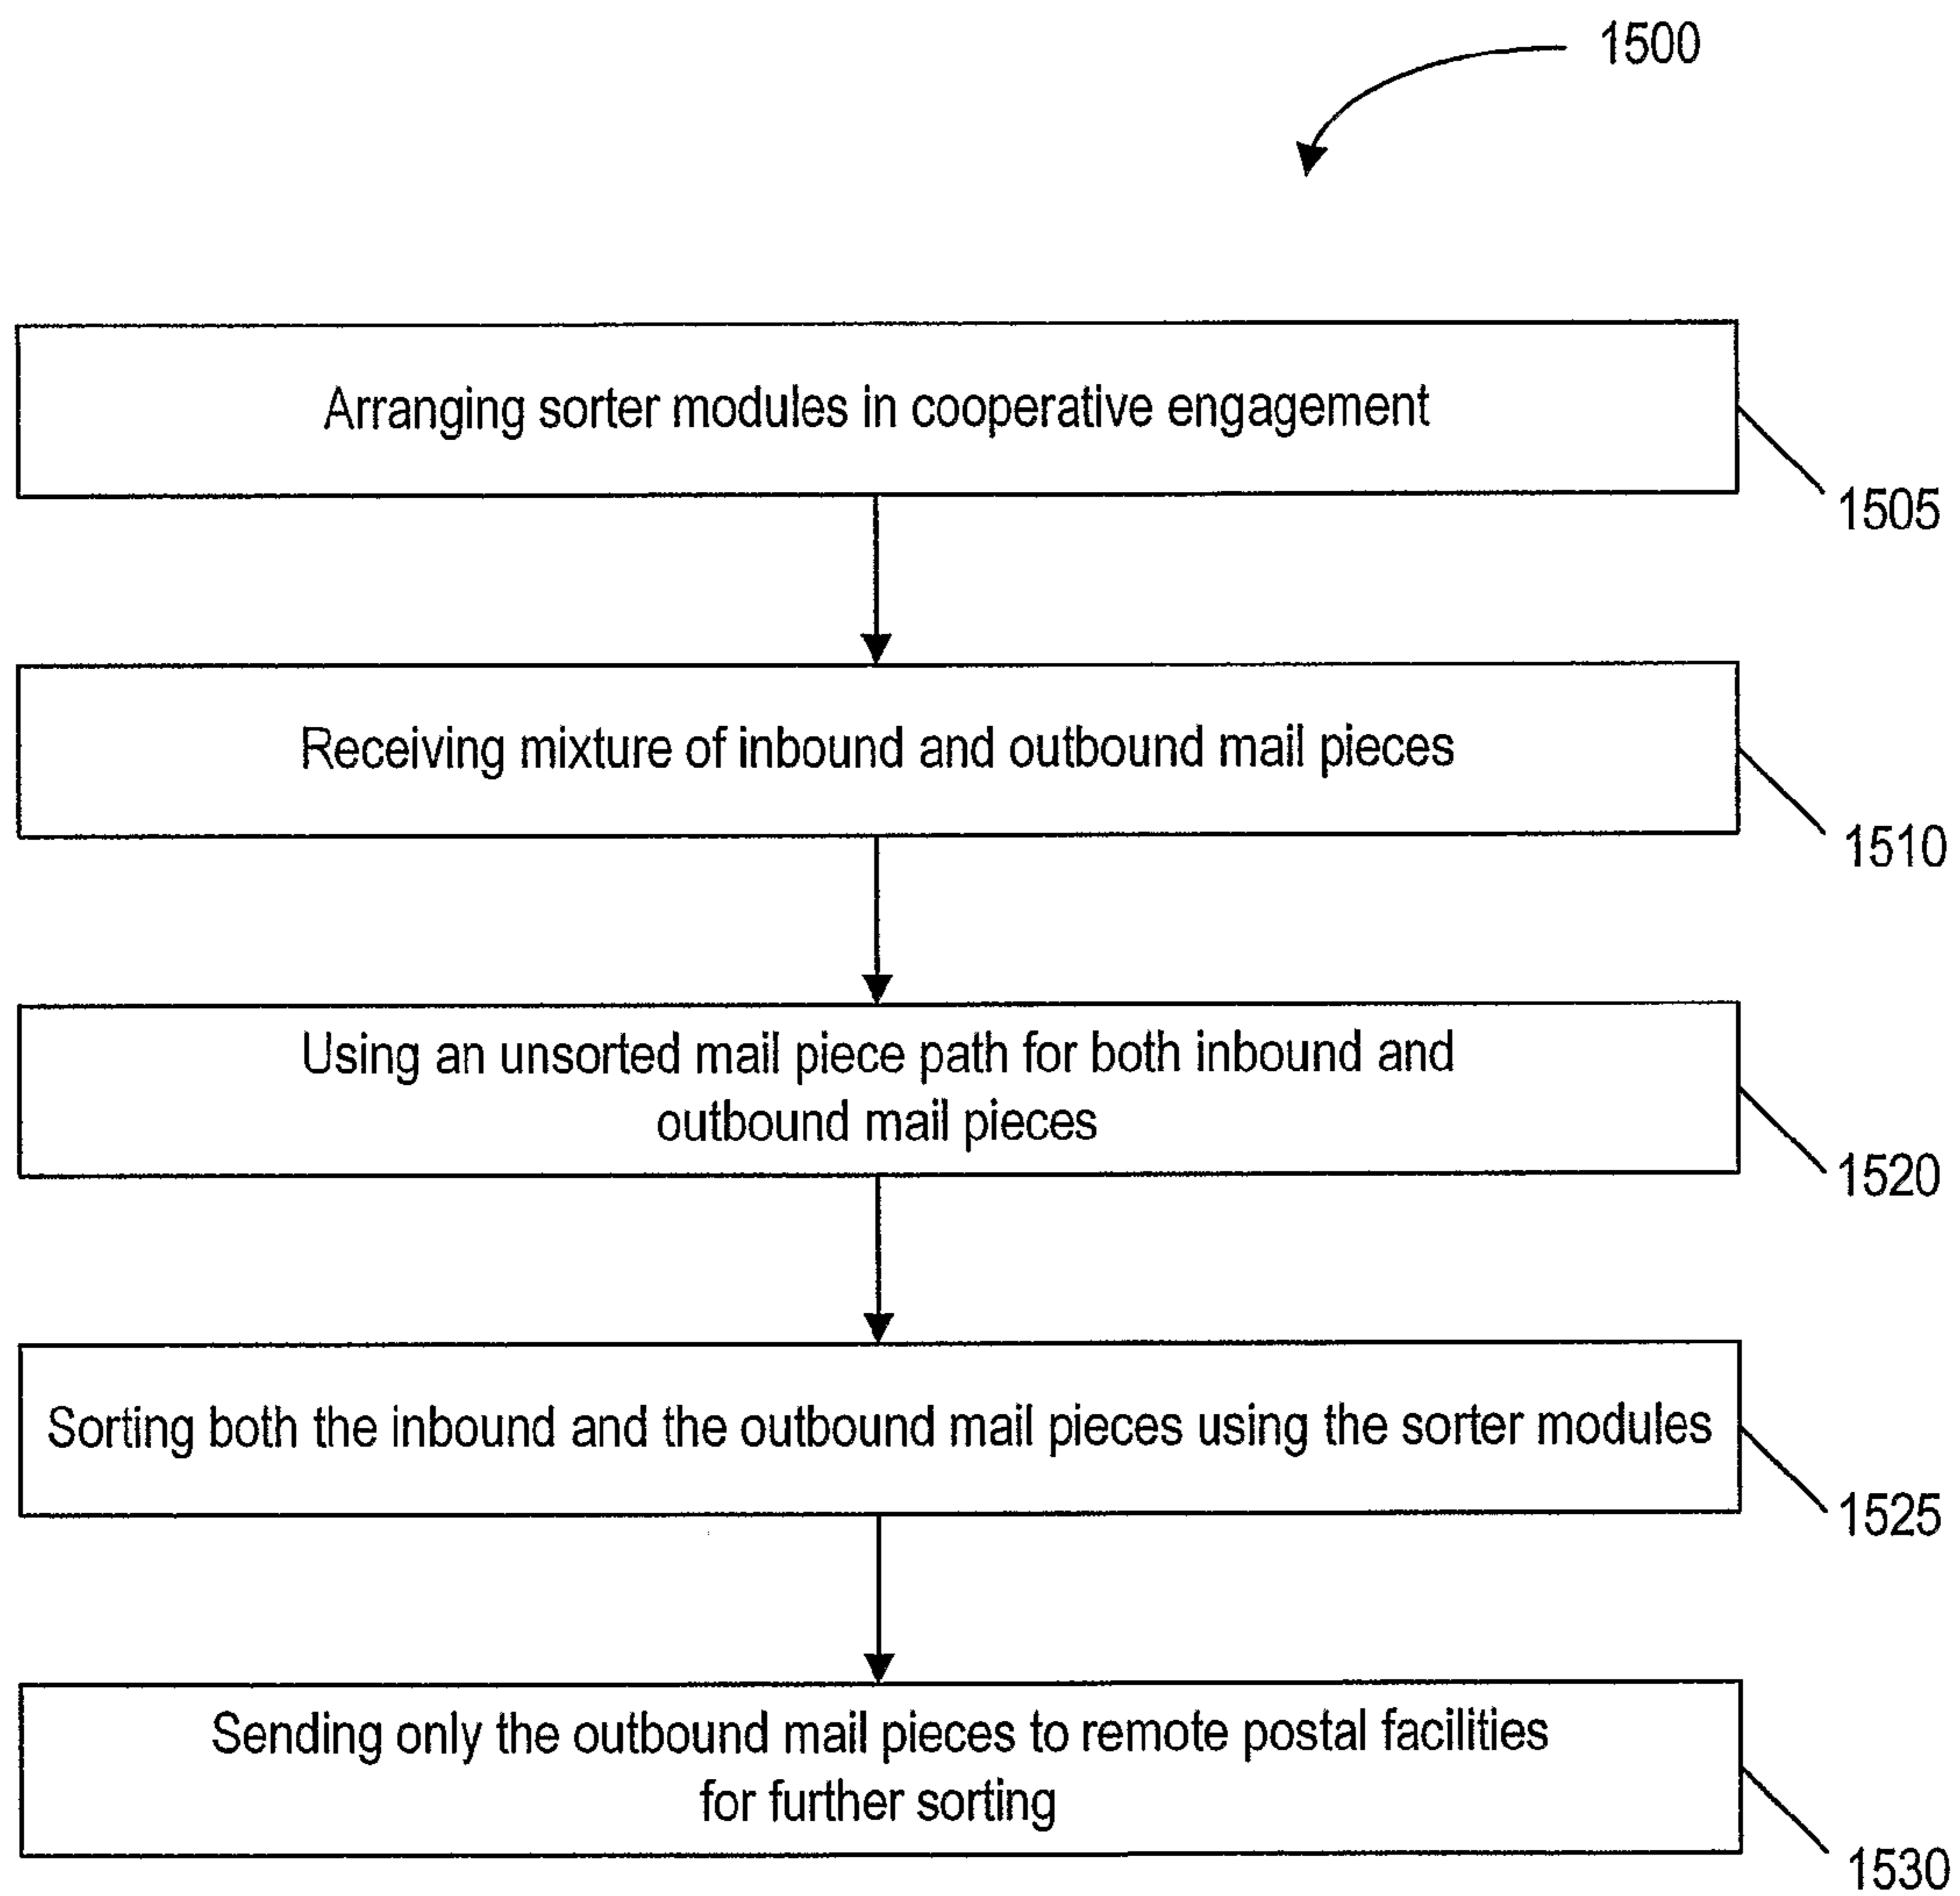 1500
Arranging sorter modules in cooperative engagement
1505
Receiving mixture of inbound and outbound mail pieces
1510
Using an unsorted mail piece path for both inbound and
outbound mail pieces
1520
Sorting both the inbound and the outbound mail pieces using the sorter modules
1525
Sending only the outbound mail pieces to remote postal facilities
for further sorting
1530